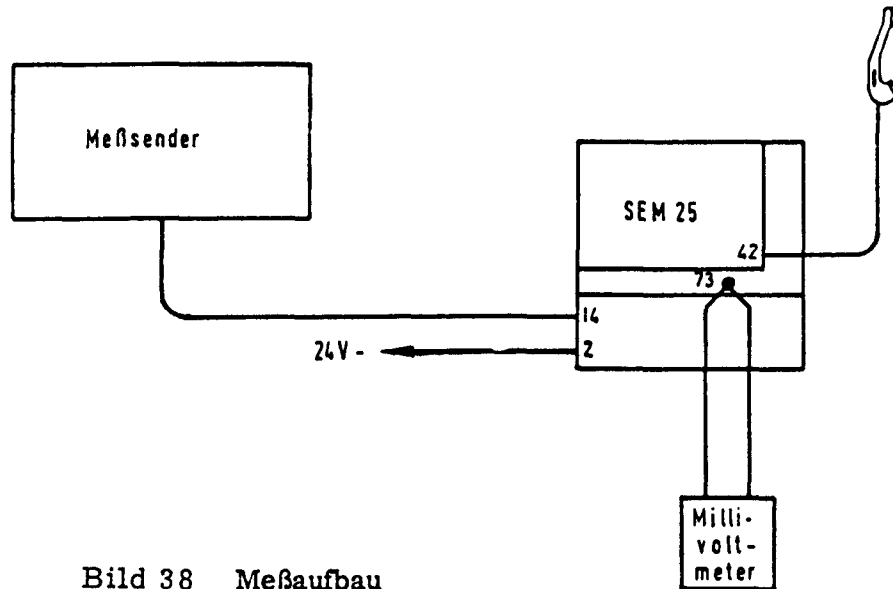 Meßsender
SEM 25
42
73
14
24V -
2
Milli-
volt-
meter
Bild 38 Meßaufbau